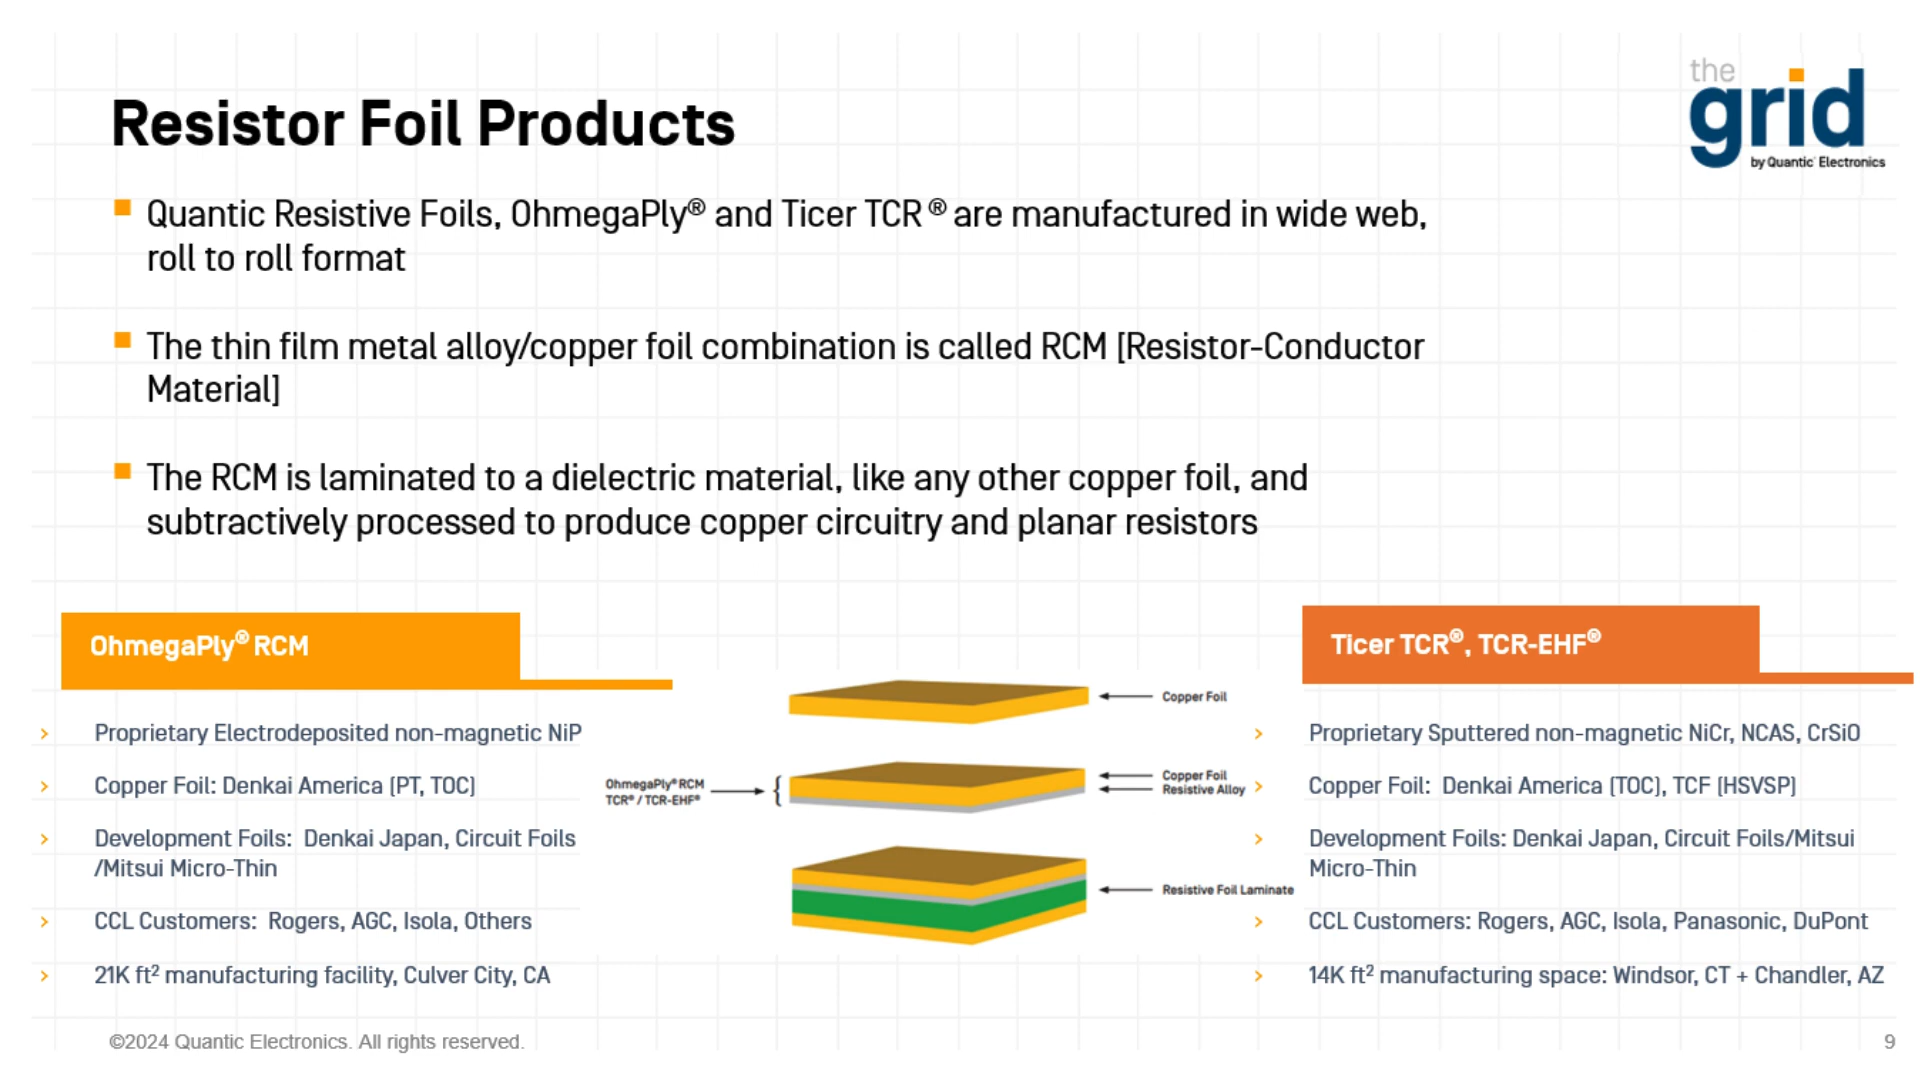 the
grid
by Quantic Electronics
Resistor Foil Products
Quantic Resistive Foils, OhmegaPly® and Ticer TCR ® are manufactured in wide web,
roll to roll format
The thin film metal alloy/copper foil combination is called RCM [Resistor-Conductor
Material]
The RCM is laminated to a dielectric material, like any other copper foil, and
subtractively processed to produce copper circuitry and planar resistors
OhmegaPly® RCM
› Proprietary Electrodeposited non-magnetic NiP
› Copper Foil: Denkai America (PT, TOC)
› Development Foils: Denkai Japan, Circuit Foils
/Mitsui Micro-Thin
› CCL Customers: Rogers, AGC, Isola, Others
› 21K ft² manufacturing facility, Culver City, CA
Copper Foil
OhmegaPly® RCM
TCR® / TCR-EHF®
Copper Foil
Resistive Alloy
Resistive Foil Laminate
Ticer TCR®, TCR-EHF®
› Proprietary Sputtered non-magnetic NiCr, NCAS, CrSiO
› Copper Foil: Denkai America (TOC), TCF (HSVSP)
› Development Foils: Denkai Japan, Circuit Foils/Mitsui
Micro-Thin
› CCL Customers: Rogers, AGC, Isola, Panasonic, DuPont
› 14K ft² manufacturing space: Windsor, CT + Chandler, AZ
©2024 Quantic Electronics. All rights reserved.
9